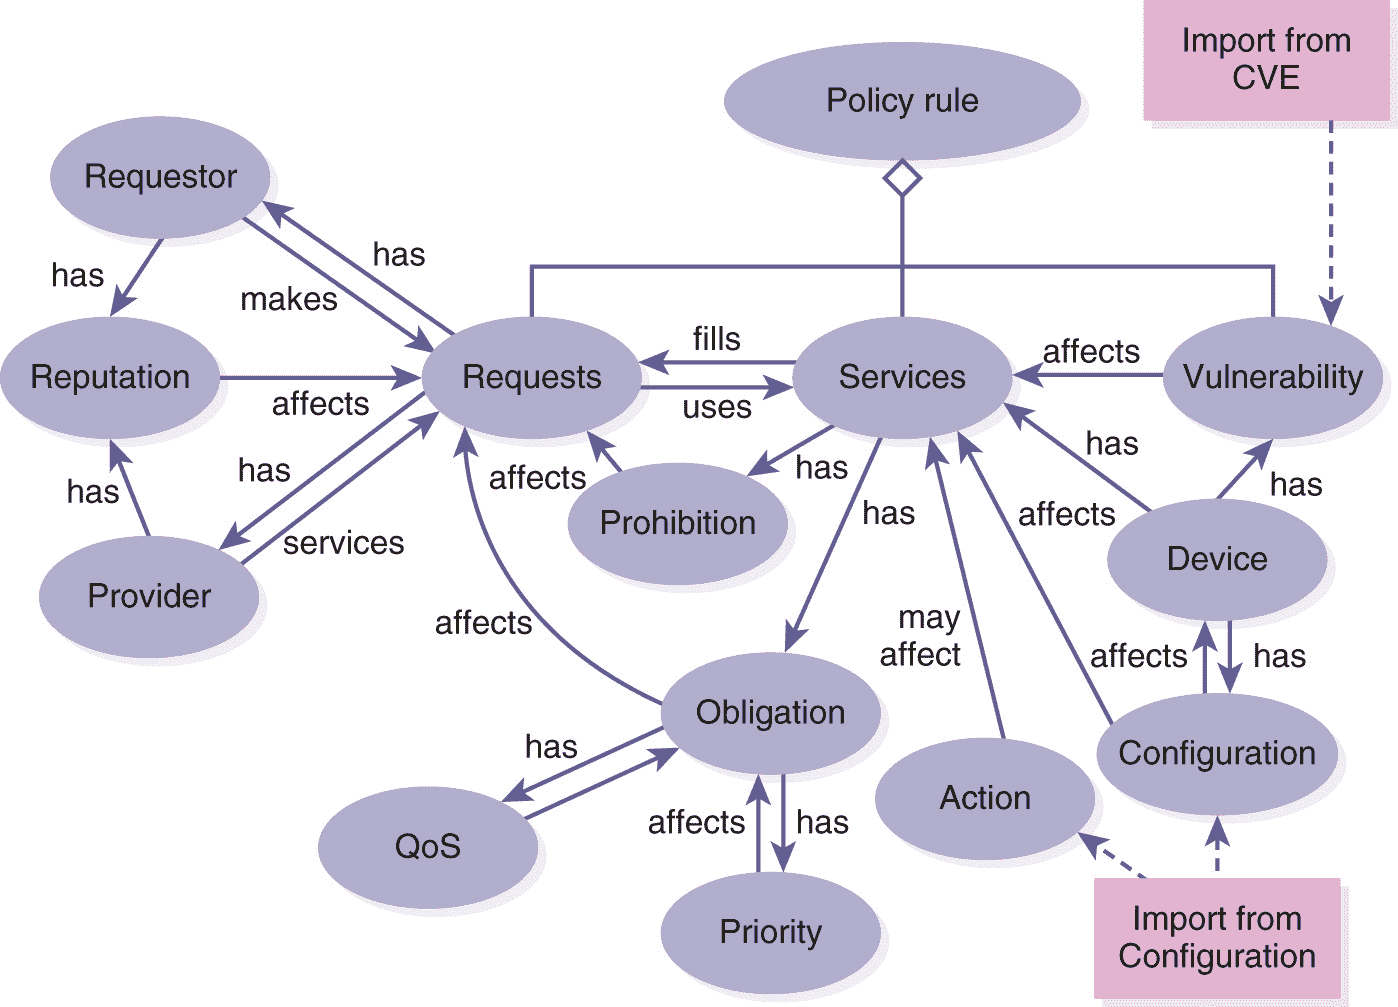 Import from
CVE
Policy rule
Requestor
has
has
makes
Reputation
affects
Requests
fills
uses
Services
affects
Vulnerability
has
has
has
services
Provider
affects
Prohibition
has
has
has
affects
Device
affects
may
affect
affects
has
Obligation
has
QoS
affects
has
Priority
Action
Configuration
Import from
Configuration